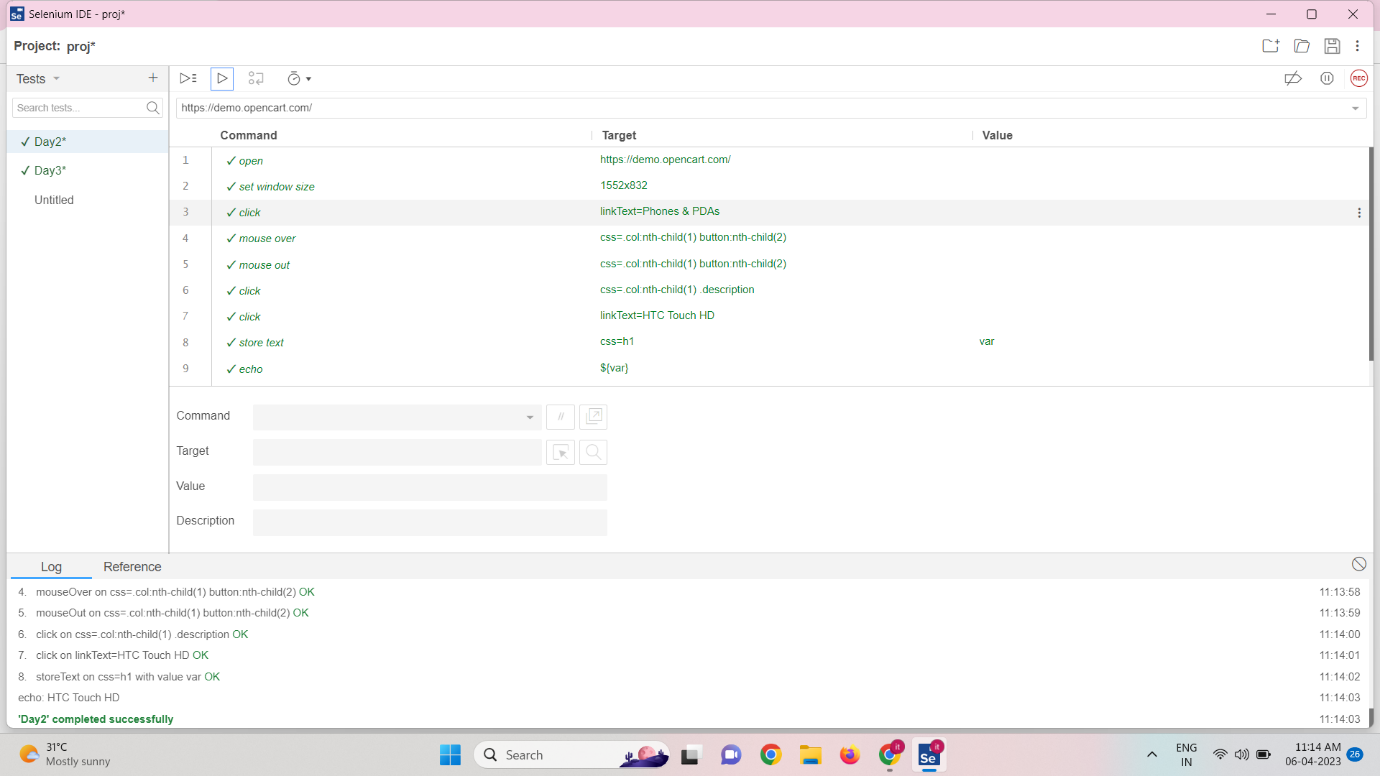 Selenium IDE - proj*
Project: proj*
Tests
Search tests...
✓ Day2*
✓ Day3*
Untitled
REC
https://demo.opencart.com/
Command Target Value
1 ✓ open https://demo.opencart.com/
2 ✓ set window size 1552x832
3 ✓ click linkText=Phones & PDAs
4 ✓ mouse over css=.col:nth-child(1) button:nth-child(2)
5 ✓ mouse out css=.col:nth-child(1) button:nth-child(2)
6 ✓ click css=.col:nth-child(1) .description
7 ✓ click linkText=HTC Touch HD
8 ✓ store text css=h1 var
9 ✓ echo ${var}
Command //
Target
Value
Description
Log Reference
4. mouseOver on css=.col:nth-child(1) button:nth-child(2) OK 11:13:58
5. mouseOut on css=.col:nth-child(1) button:nth-child(2) OK 11:13:59
6. click on css=.col:nth-child(1) .description OK 11:14:00
7. click on linkText=HTC Touch HD OK 11:14:01
8. storeText on css=h1 with value var OK 11:14:02
echo: HTC Touch HD 11:14:03
'Day2' completed successfully 11:14:03
31°C
Mostly sunny
Search
it
Se
it
ENG
IN
11:14 AM
06-04-2023
26